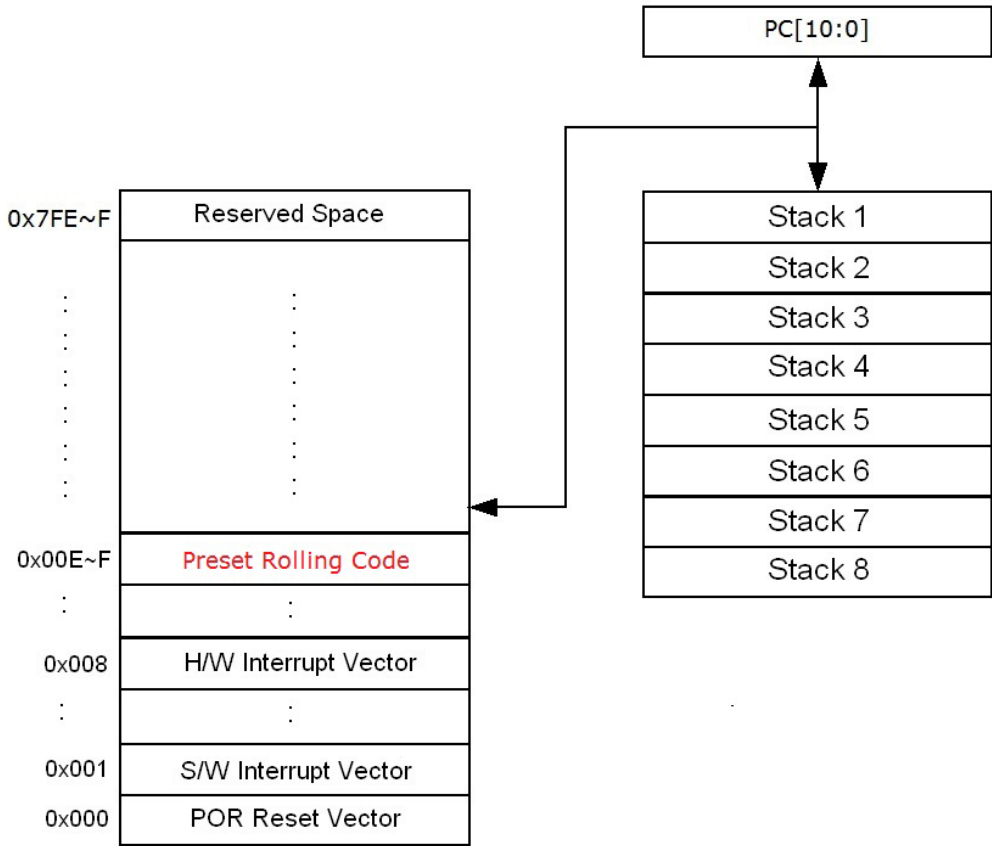 PC[10:0]
0x7FE~F
Reserved Space
Stack 1
Stack 2
Stack 3
Stack 4
Stack 5
Stack 6
Stack 7
Stack 8
0x00E~F
Preset Rolling Code
0x008
H/W Interrupt Vector
0x001
S/W Interrupt Vector
0x000
POR Reset Vector